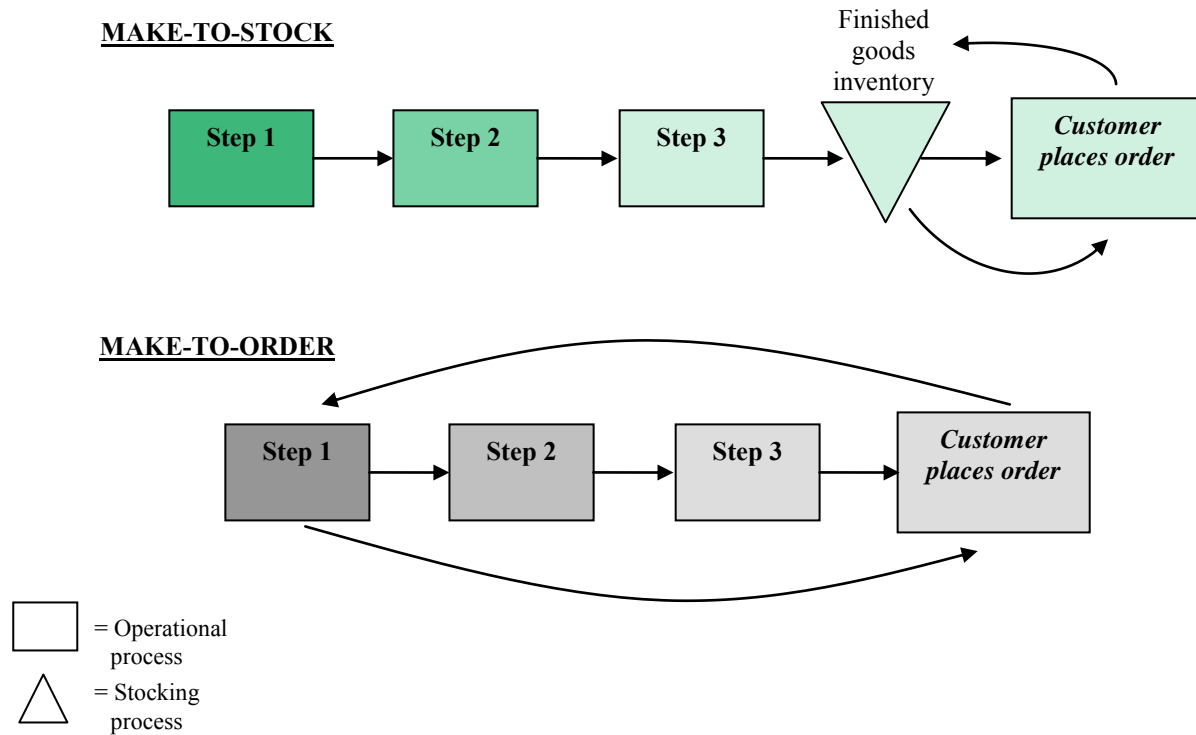 MAKE-TO-STOCK
Finished
goods
inventory
Step 1
Step 2
Step 3
Customer
places order
MAKE-TO-ORDER
Step 1
Step 2
Step 3
Customer
places order
= Operational
process
= Stocking
process